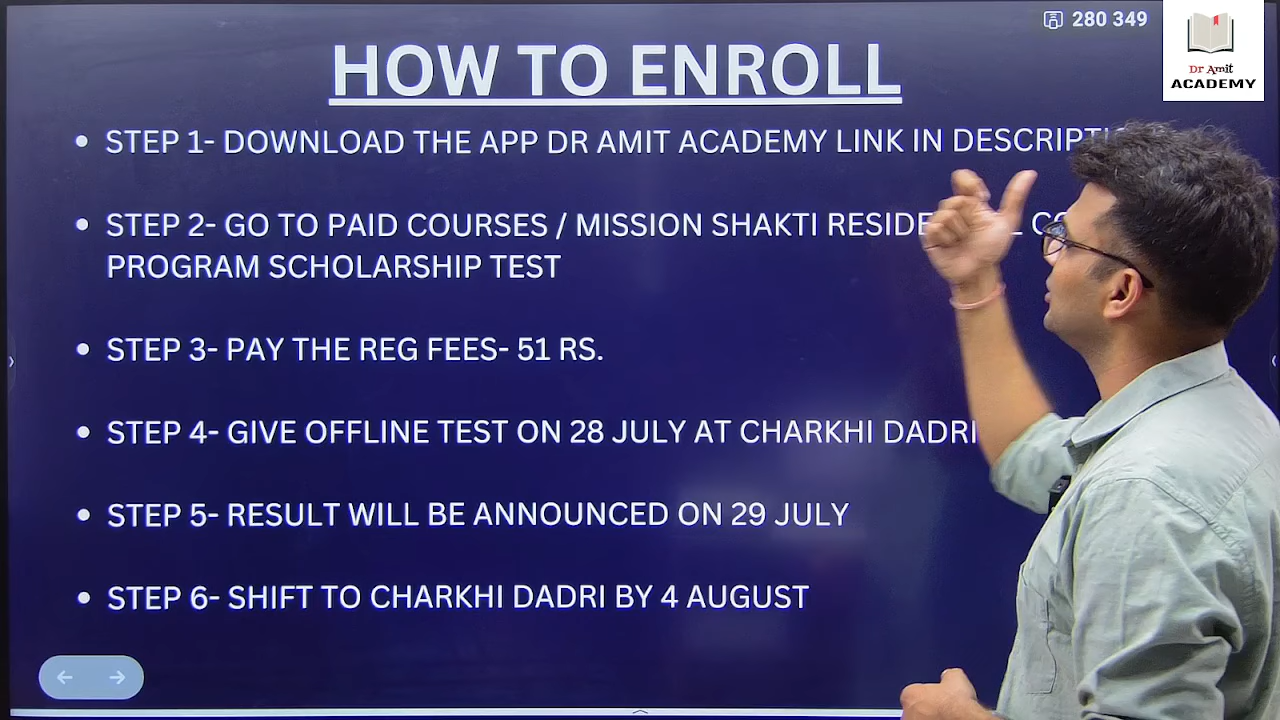 280 349
Dr Amit
ACADEMY
HOW TO ENROLL
• STEP 1- DOWNLOAD THE APP DR AMIT ACADEMY LINK IN
• STEP 2- GO TO PAID COURSES / MISSION SHAKTI
PROGRAM SCHOLARSHIP TEST
• STEP 3- PAY THE REG FEES- 51 RS.
• STEP 4- GIVE OFFLINE TEST ON 28 JULY AT CHARKHI DADRI
• STEP 5- RESULT WILL BE ANNOUNCED ON 29 JULY
• STEP 6- SHIFT TO CHARKHI DADRI BY 4 AUGUST